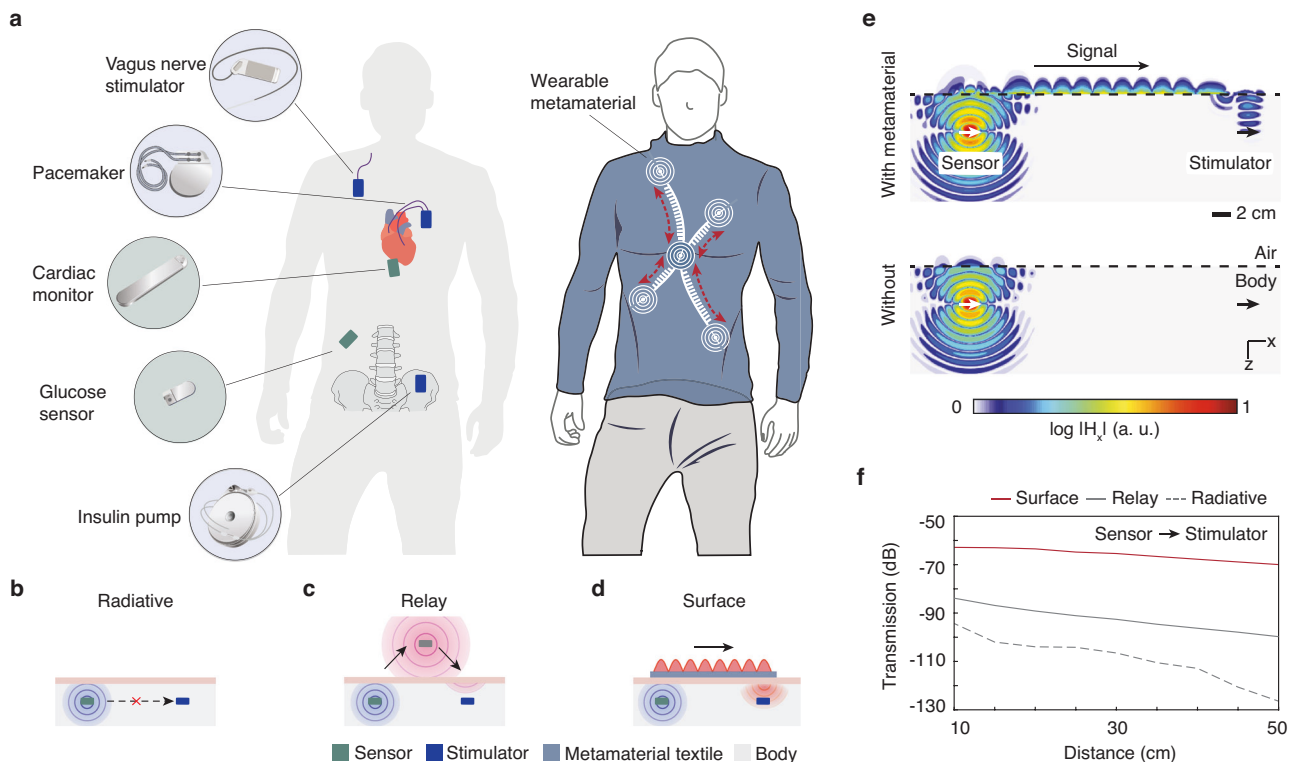 a
Vagus nerve
stimulator
Pacemaker
Cardiac
monitor
Glucose
sensor
Insulin pump
Wearable
metamaterial
b
Radiative
c
Relay
d
Surface
Sensor
Stimulator
Metamaterial textile
Body
e
With metamaterial
Signal
Sensor
Stimulator
2 cm
Without
Air
Body
x
z
0
1
log |Hx| (a. u.)
f
Surface
Relay
Radiative
Sensor
Stimulator
Transmission (dB)
-50
-70
-90
-110
-130
10
30
50
Distance (cm)